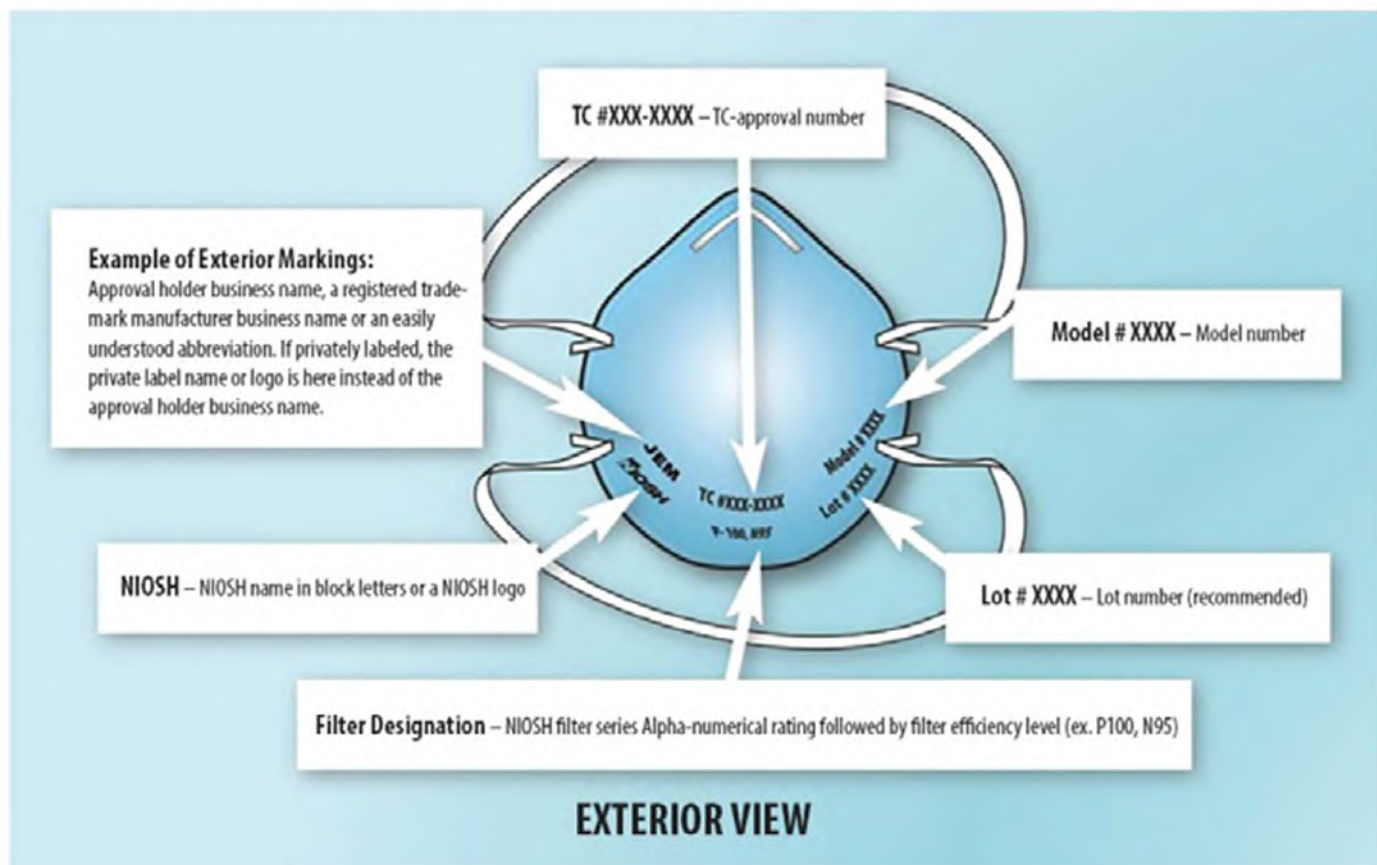 TC #XXX-XXXX – TC-approval number
Example of Exterior Markings:
Approval holder business name, a registered trade-
mark manufacturer business name or an easily
understood abbreviation. If privately labeled, the
private label name or logo is here instead of the
approval holder business name.
Model # XXXX – Model number
JEM
NIOSH
TC #XXX-XXXX
P-100, N95
Model # XXXX
Lot # XXXX
NIOSH – NIOSH name in block letters or a NIOSH logo
Lot # XXXX – Lot number (recommended)
Filter Designation – NIOSH filter series Alpha-numerical rating followed by filter efficiency level (ex. P100, N95)
EXTERIOR VIEW